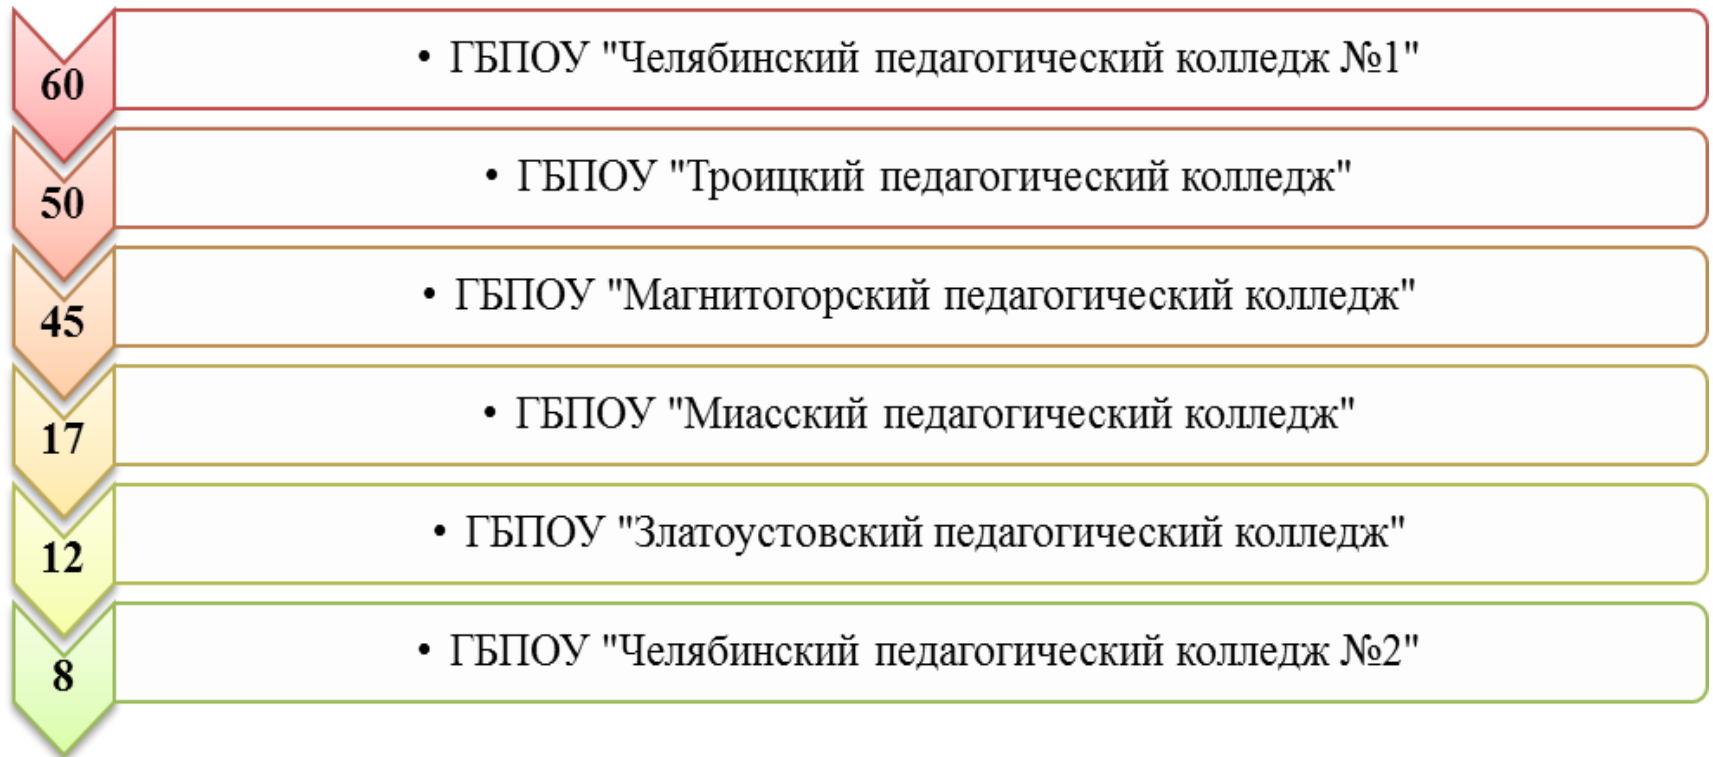 60
• ГБПОУ "Челябинский педагогический колледж №1"
50
• ГБПОУ "Троицкий педагогический колледж"
45
• ГБПОУ "Магнитогорский педагогический колледж"
17
• ГБПОУ "Миасский педагогический колледж"
12
• ГБПОУ "Златоустовский педагогический колледж"
8
• ГБПОУ "Челябинский педагогический колледж №2"